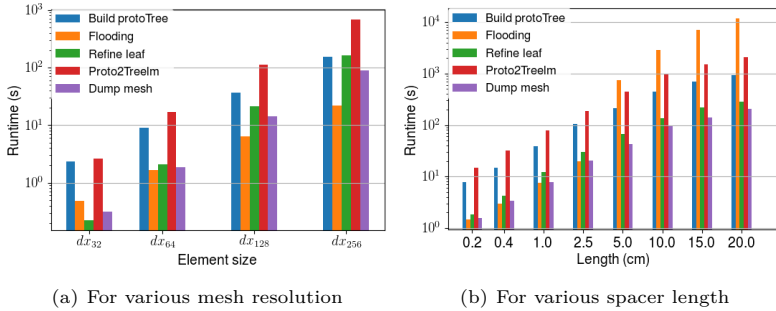 10³
10²
10¹
10⁰
Runtime (s)
Build protoTree
Flooding
Refine leaf
Proto2TreeIm
Dump mesh
dx₃₂
dx₆₄
dx₁₂₈
dx₂₅₆
Element size
(a) For various mesh resolution
10⁴
10³
10²
10¹
10⁰
Runtime (s)
Build protoTree
Flooding
Refine leaf
Proto2TreeIm
Dump mesh
0.2
0.4
1.0
2.5
5.0
10.0
15.0
20.0
Length (cm)
(b) For various spacer length